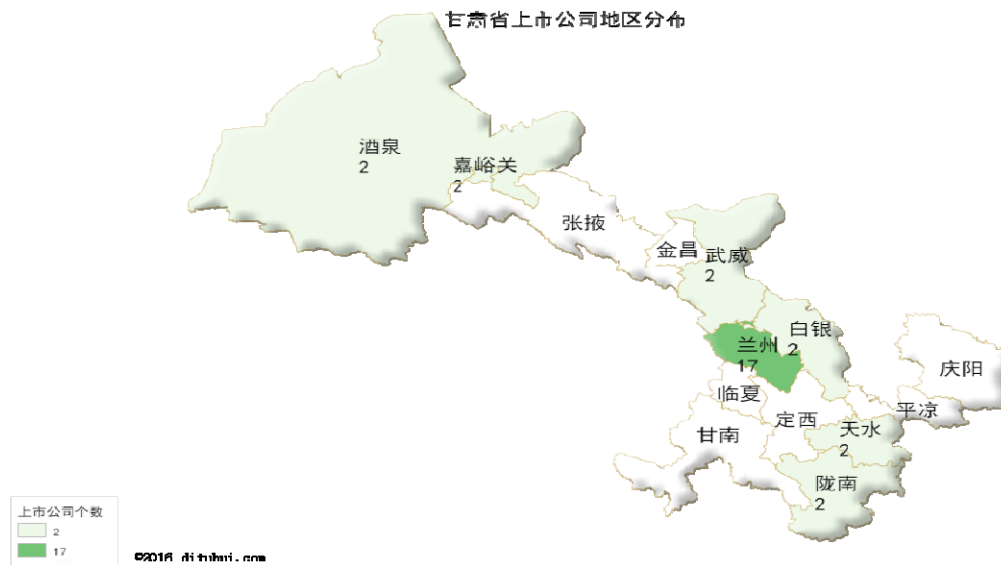 甘肃省上市公司地区分布
酒泉
2
嘉峪关
2
张掖
金昌
武威
2
白银
2
兰州
17
庆阳
临夏
平凉
定西
天水
2
甘南
陇南
2
上市公司个数
2
17
©2016 dituhui.com